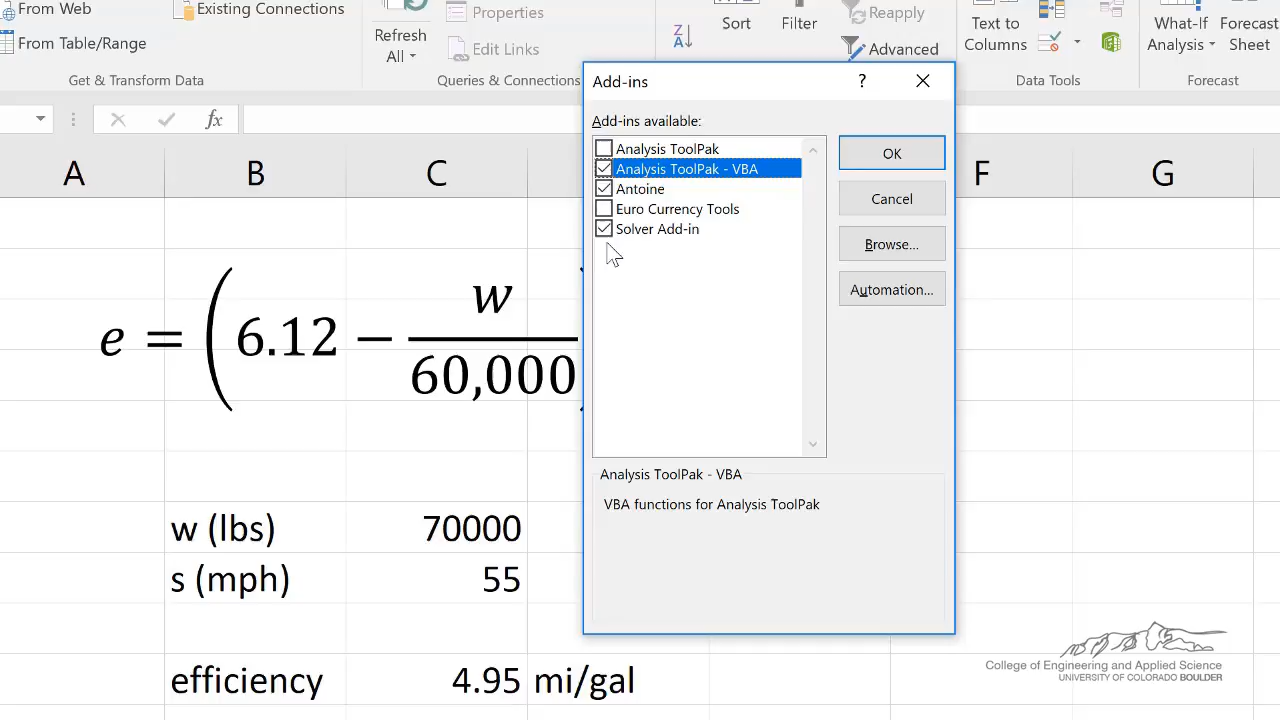 From Web
Existing Connections
From Table/Range
Get & Transform Data
Refresh
All
Properties
Edit Links
Queries & Connections
Z
A
Sort
Filter
Reapply
Advanced
Text to
Columns
Data Tools
What-If
Analysis
Forecast
Sheet
Forecast
fx
A B C F G
Add-ins
?
Add-ins available:
Analysis ToolPak
Analysis ToolPak - VBA
Antoine
Euro Currency Tools
Solver Add-in
OK
Cancel
Browse...
Automation...
Analysis ToolPak - VBA
VBA functions for Analysis ToolPak
e = (6.12 − w
60,000
w (lbs) 70000
s (mph) 55
efficiency 4.95 mi/gal
College of Engineering and Applied Science
UNIVERSITY OF COLORADO BOULDER